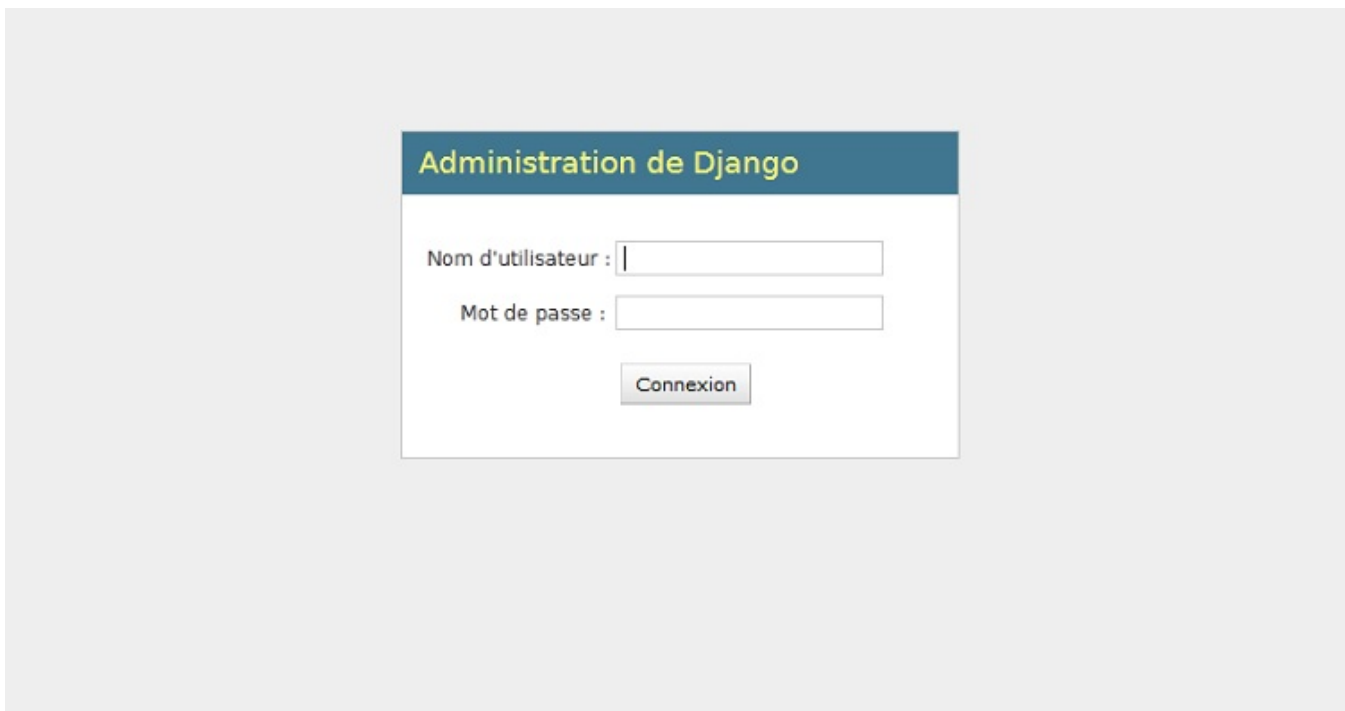 Administration de Django
Nom d'utilisateur :
Mot de passe :
Connexion